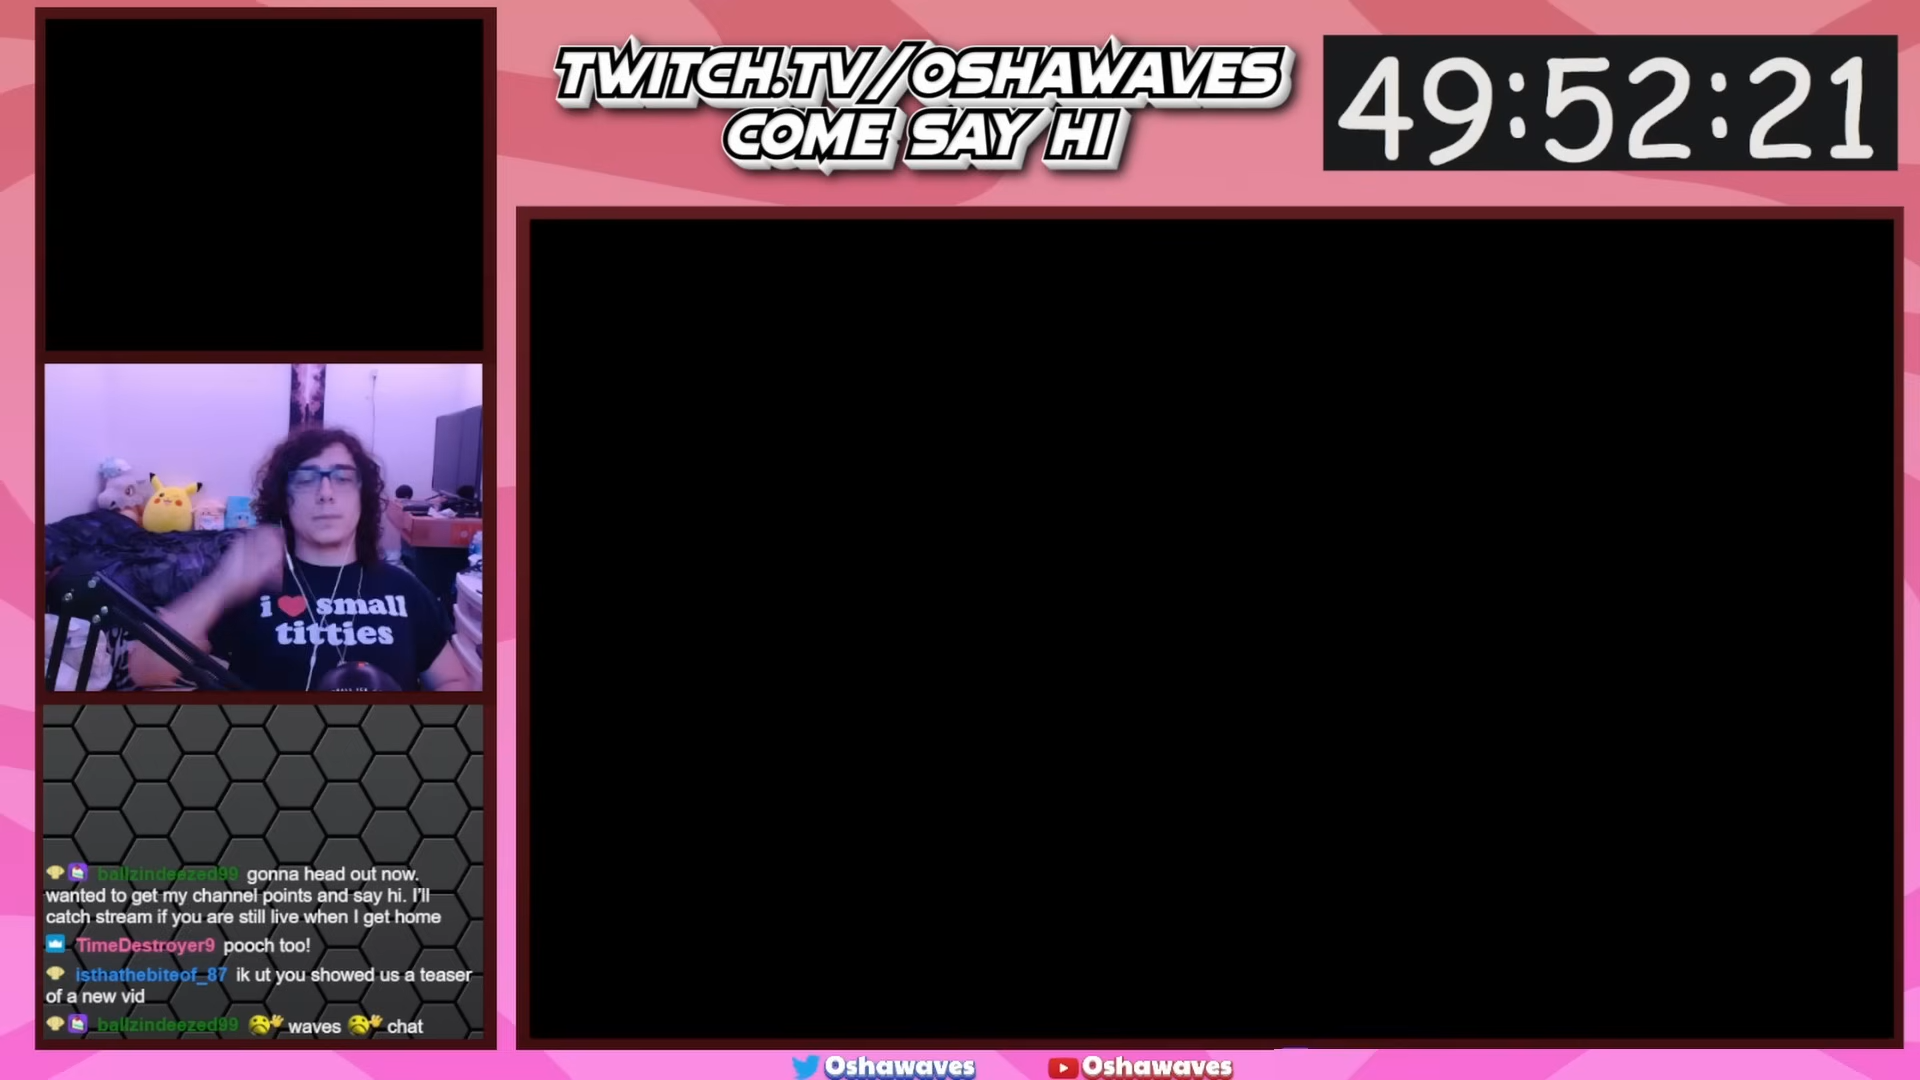 TWITCH.TV/OSHAWAVES
COME SAY HI
49:52:21
i ❤ small
titties
ballzindeezed99 gonna head out now.
wanted to get my channel points and say hi. I'll
catch stream if you are still live when I get home
TimeDestroyer9 pooch too!
isthathebiteof_87 ik ut you showed us a teaser
of a new vid
ballzindeezed99 waves chat
Oshawaves Oshawaves